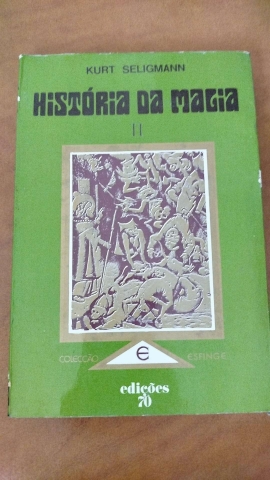 KURT SELIGMANN
HISTÓRIA DA MAGIA
II
COLECÇÃO
E
ESFINGE
edições
70